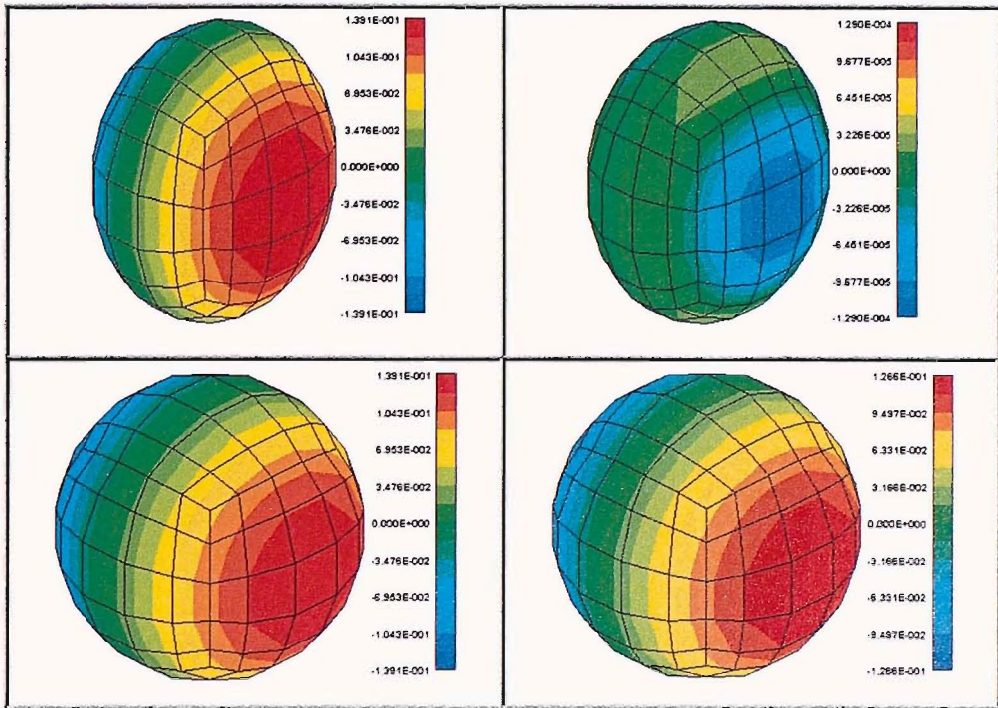 1.391E-001
1.043E-001
6.953E-002
3.476E-002
0.000E+000
-3.476E-002
-6.953E-002
-1.043E-001
-1.391E-001
1.290E-004
9.677E-005
6.451E-005
3.226E-005
0.000E+000
-3.226E-005
-6.451E-005
-9.677E-005
-1.290E-004
1.391E-001
1.043E-001
6.953E-002
3.476E-002
0.000E+000
-3.476E-002
-6.953E-002
-1.043E-001
-1.391E-001
1.266E-001
9.497E-002
6.331E-002
3.166E-002
0.000E+000
-3.166E-002
-6.331E-002
-9.497E-002
-1.266E-001